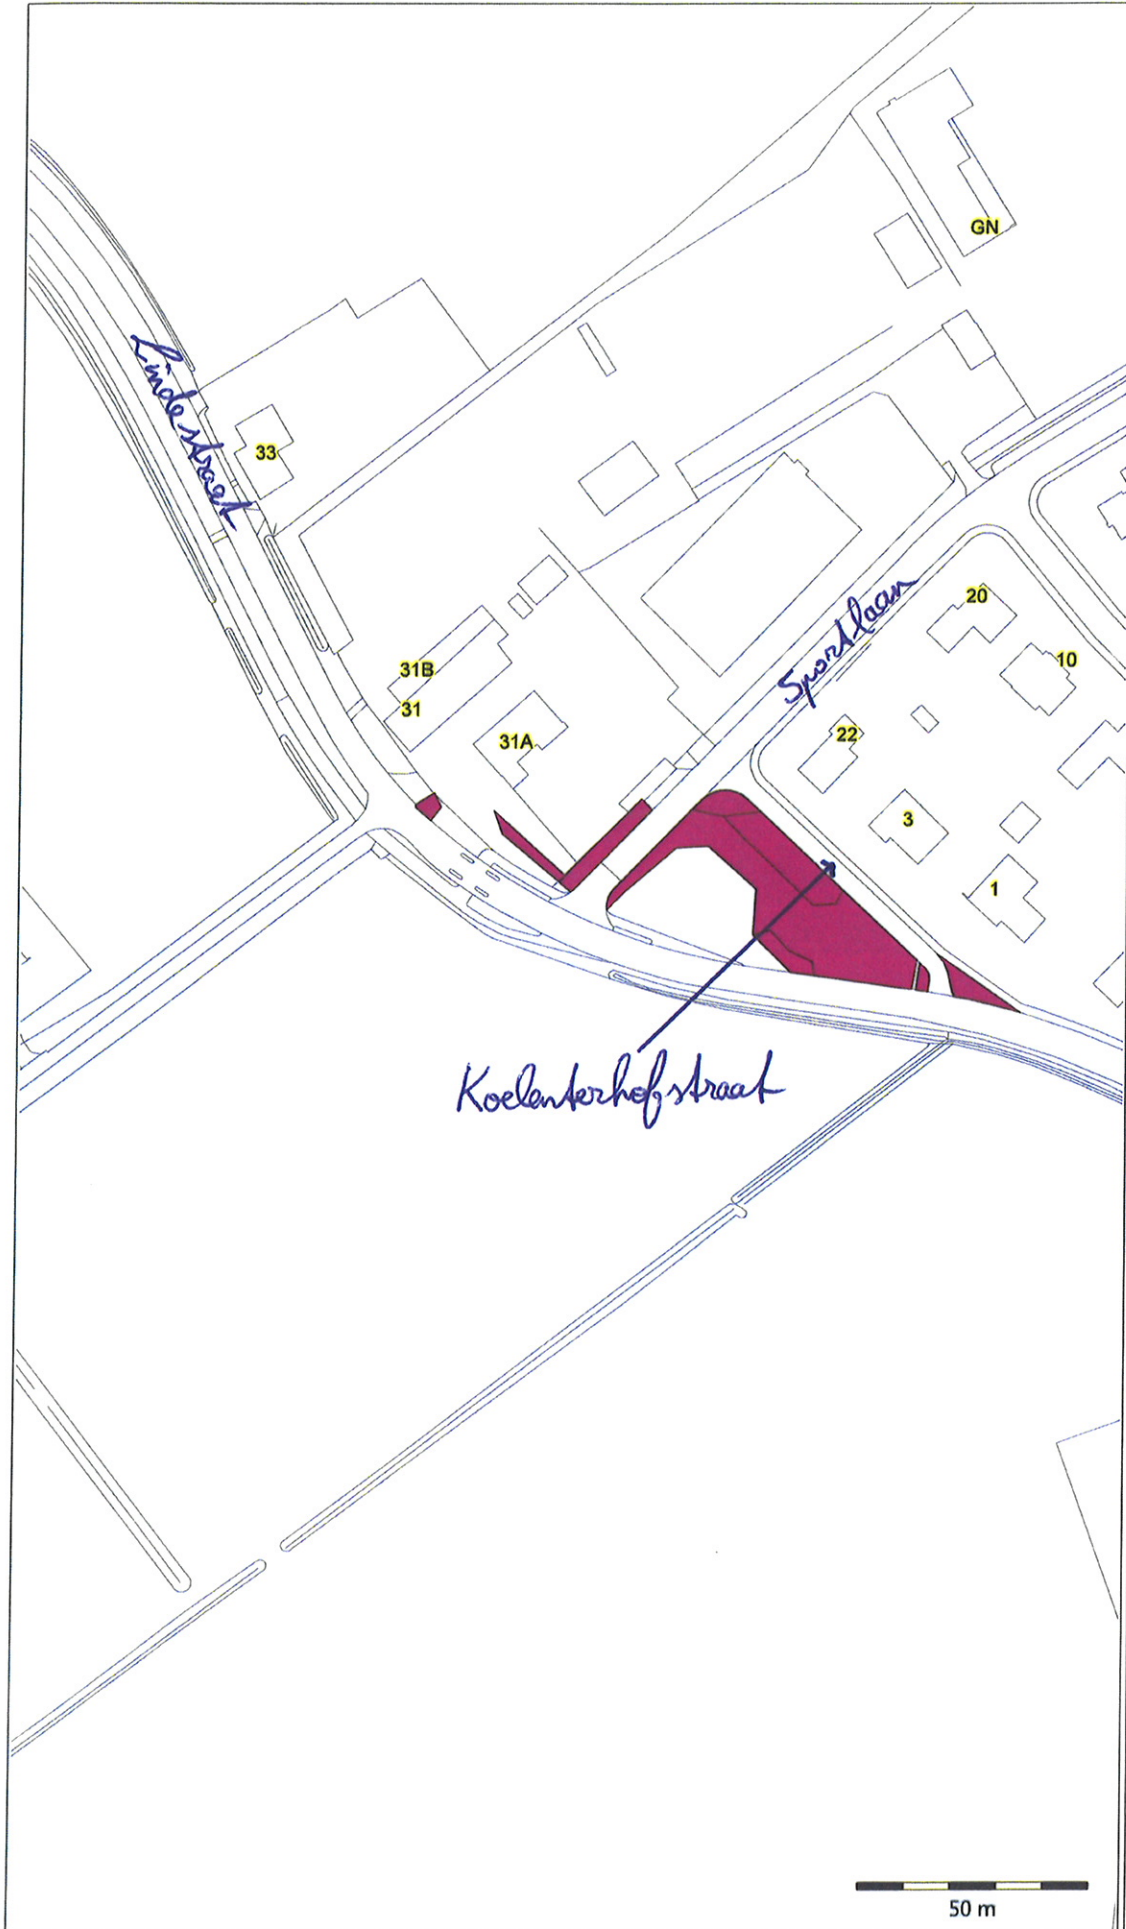 GN
Lindestraat
33
20
Sportlaan
10
31B
31
31A
22
3
1
Koelenterhofstraat
50 m